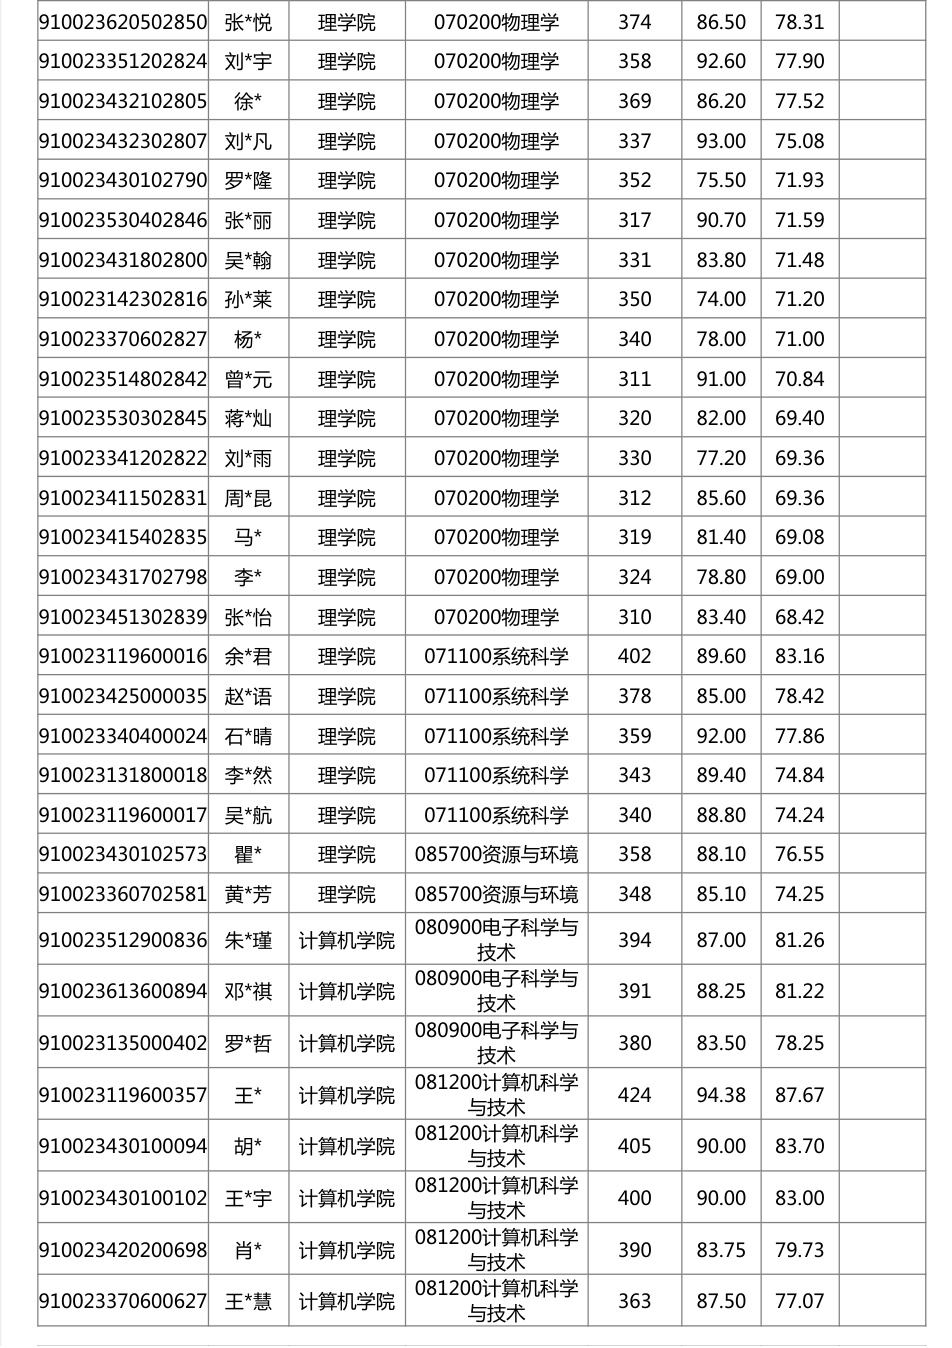 910023620502850 张*悦 理学院 070200物理学 374 86.50 78.31
910023351202824 刘*宇 理学院 070200物理学 358 92.60 77.90
910023432102805 徐* 理学院 070200物理学 369 86.20 77.52
910023432302807 刘*凡 理学院 070200物理学 337 93.00 75.08
910023430102790 罗*隆 理学院 070200物理学 352 75.50 71.93
910023530402846 张*丽 理学院 070200物理学 317 90.70 71.59
910023431802800 吴*翰 理学院 070200物理学 331 83.80 71.48
910023142302816 孙*莱 理学院 070200物理学 350 74.00 71.20
910023370602827 杨* 理学院 070200物理学 340 78.00 71.00
910023514802842 曾*元 理学院 070200物理学 311 91.00 70.84
910023530302845 蒋*灿 理学院 070200物理学 320 82.00 69.40
910023341202822 刘*雨 理学院 070200物理学 330 77.20 69.36
910023411502831 周*昆 理学院 070200物理学 312 85.60 69.36
910023415402835 马* 理学院 070200物理学 319 81.40 69.08
910023431702798 李* 理学院 070200物理学 324 78.80 69.00
910023451302839 张*怡 理学院 070200物理学 310 83.40 68.42
910023119600016 余*君 理学院 071100系统科学 402 89.60 83.16
910023425000035 赵*语 理学院 071100系统科学 378 85.00 78.42
910023340400024 石*晴 理学院 071100系统科学 359 92.00 77.86
910023131800018 李*然 理学院 071100系统科学 343 89.40 74.84
910023119600017 吴*航 理学院 071100系统科学 340 88.80 74.24
910023430102573 瞿* 理学院 085700资源与环境 358 88.10 76.55
910023360702581 黄*芳 理学院 085700资源与环境 348 85.10 74.25
910023512900836 朱*瑾 计算机学院 080900电子科学与
技术 394 87.00 81.26
910023613600894 邓*祺 计算机学院 080900电子科学与
技术 391 88.25 81.22
910023135000402 罗*哲 计算机学院 080900电子科学与
技术 380 83.50 78.25
910023119600357 王* 计算机学院 081200计算机科学
与技术 424 94.38 87.67
910023430100094 胡* 计算机学院 081200计算机科学
与技术 405 90.00 83.70
910023430100102 王*宇 计算机学院 081200计算机科学
与技术 400 90.00 83.00
910023420200698 肖* 计算机学院 081200计算机科学
与技术 390 83.75 79.73
910023370600627 王*慧 计算机学院 081200计算机科学
与技术 363 87.50 77.07